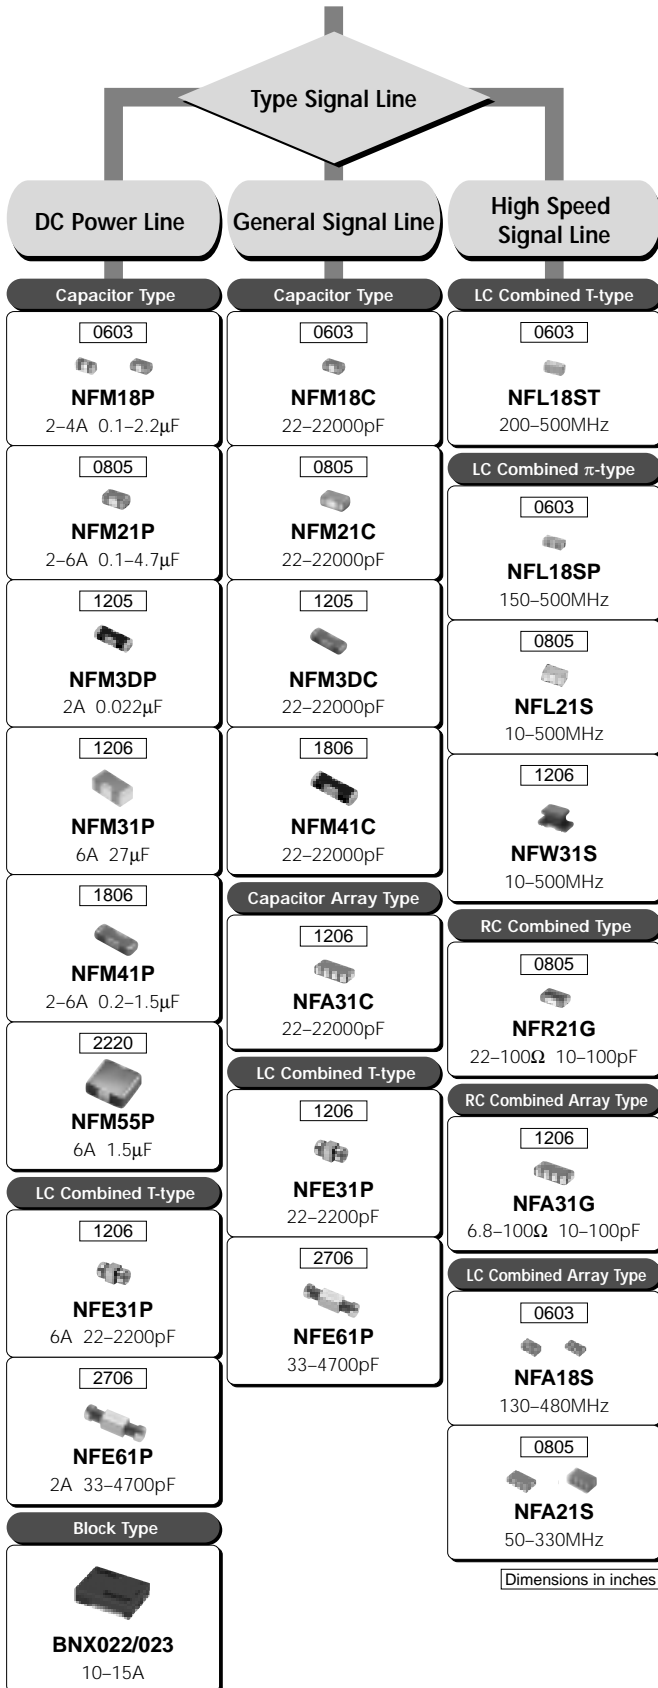 Type Signal Line
DC Power Line
Capacitor Type
0603
NFM18P
2–4A 0.1–2.2µF
0805
NFM21P
2–6A 0.1–4.7µF
1205
NFM3DP
2A 0.022µF
1206
NFM31P
6A 27µF
1806
NFM41P
2–6A 0.2–1.5µF
2220
NFM55P
6A 1.5µF
LC Combined T-type
1206
NFE31P
6A 22–2200pF
2706
NFE61P
2A 33–4700pF
Block Type
BNX022/023
10–15A
General Signal Line
Capacitor Type
0603
NFM18C
22–22000pF
0805
NFM21C
22–22000pF
1205
NFM3DC
22–22000pF
1806
NFM41C
22–22000pF
Capacitor Array Type
1206
NFA31C
22–22000pF
LC Combined T-type
1206
NFE31P
22–2200pF
2706
NFE61P
33–4700pF
High Speed
Signal Line
LC Combined T-type
0603
NFL18ST
200–500MHz
LC Combined π-type
0603
NFL18SP
150–500MHz
0805
NFL21S
10–500MHz
1206
NFW31S
10–500MHz
RC Combined Type
0805
NFR21G
22–100Ω 10–100pF
RC Combined Array Type
1206
NFA31G
6.8–100Ω 10–100pF
LC Combined Array Type
0603
NFA18S
130–480MHz
0805
NFA21S
50–330MHz
Dimensions in inches